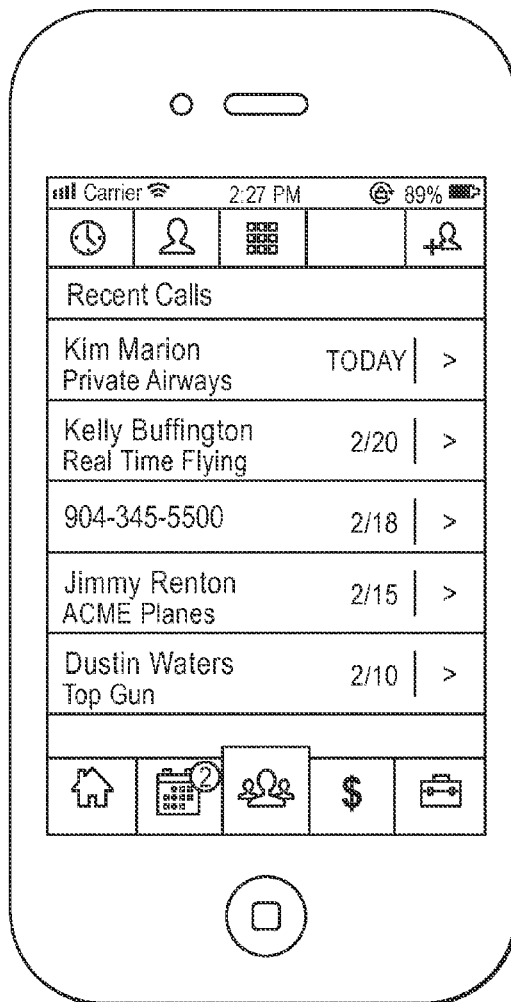 Carrier 2:27 PM 89%
Recent Calls
Kim Marion
Private Airways
TODAY >
Kelly Buffington
Real Time Flying
2/20 >
904-345-5500 2/18 >
Jimmy Renton
ACME Planes
2/15 >
Dustin Waters
Top Gun
2/10 >
2
$